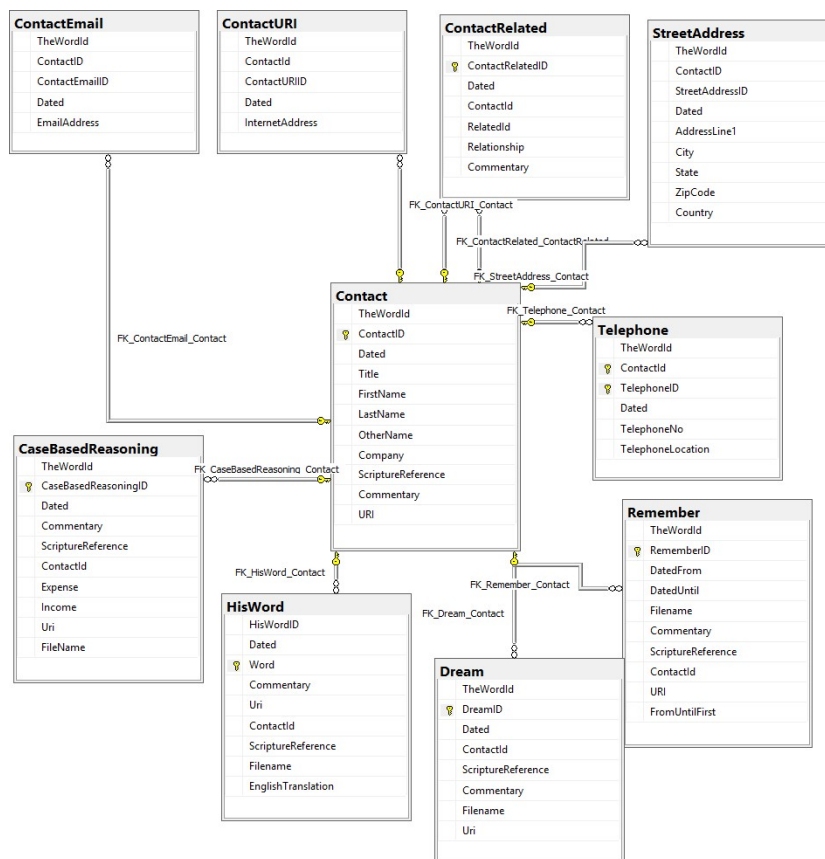 ContactEmail
TheWordId
ContactID
ContactEmailID
Dated
EmailAddress
ContactURI
TheWordId
ContactId
ContactURIID
Dated
InternetAddress
ContactRelated
TheWordId
ContactRelatedID
Dated
ContactId
RelatedId
Relationship
Commentary
StreetAddress
TheWordId
ContactID
StreetAddressID
Dated
AddressLine1
City
State
ZipCode
Country
FK_ContactURI_Contact
FK_ContactRelated_ContactRelated
FK_StreetAddress_Contact
FK_Telephone_Contact
FK_ContactEmail_Contact
Contact
TheWordId
ContactID
Dated
Title
FirstName
LastName
OtherName
Company
ScriptureReference
Commentary
URI
Telephone
TheWordId
ContactId
TelephoneID
Dated
TelephoneNo
TelephoneLocation
CaseBasedReasoning
TheWordId
CaseBasedReasoningID
Dated
Commentary
ScriptureReference
ContactId
Expense
Income
Uri
FileName
FK_CaseBasedReasoning_Contact
FK_HisWord_Contact
FK_Remember_Contact
FK_Dream_Contact
HisWord
HisWordID
Dated
Word
Commentary
Uri
ContactId
ScriptureReference
Filename
EnglishTranslation
Dream
TheWordId
DreamID
Dated
ContactId
ScriptureReference
Commentary
Filename
Uri
Remember
TheWordId
RememberID
DatedFrom
DatedUntil
Filename
Commentary
ScriptureReference
ContactId
URI
FromUntilFirst